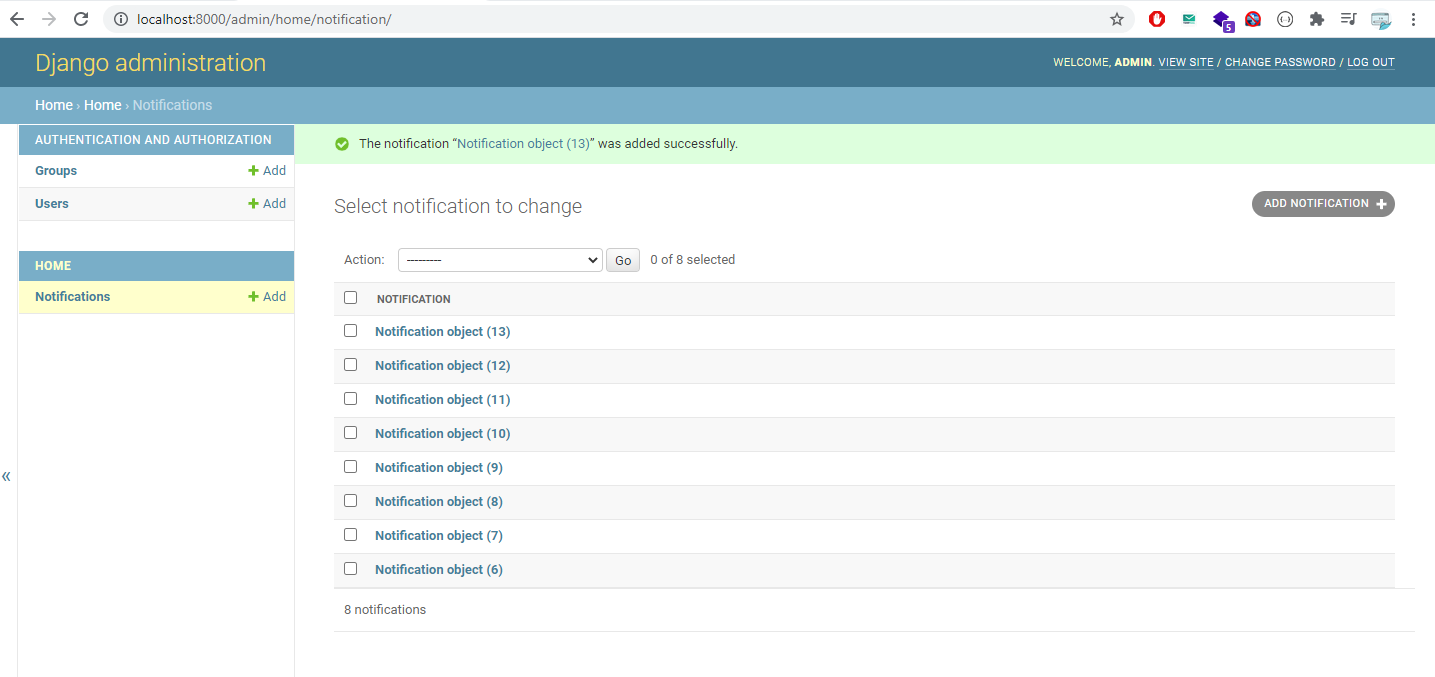 localhost:8000/admin/home/notification/
5
Django administration
WELCOME, ADMIN. VIEW SITE / CHANGE PASSWORD / LOG OUT
Home › Home › Notifications
AUTHENTICATION AND AUTHORIZATION
Groups + Add
Users + Add
HOME
Notifications + Add
«
The notification “Notification object (13)” was added successfully.
Select notification to change
ADD NOTIFICATION +
Action: --------- Go 0 of 8 selected
NOTIFICATION
Notification object (13)
Notification object (12)
Notification object (11)
Notification object (10)
Notification object (9)
Notification object (8)
Notification object (7)
Notification object (6)
8 notifications